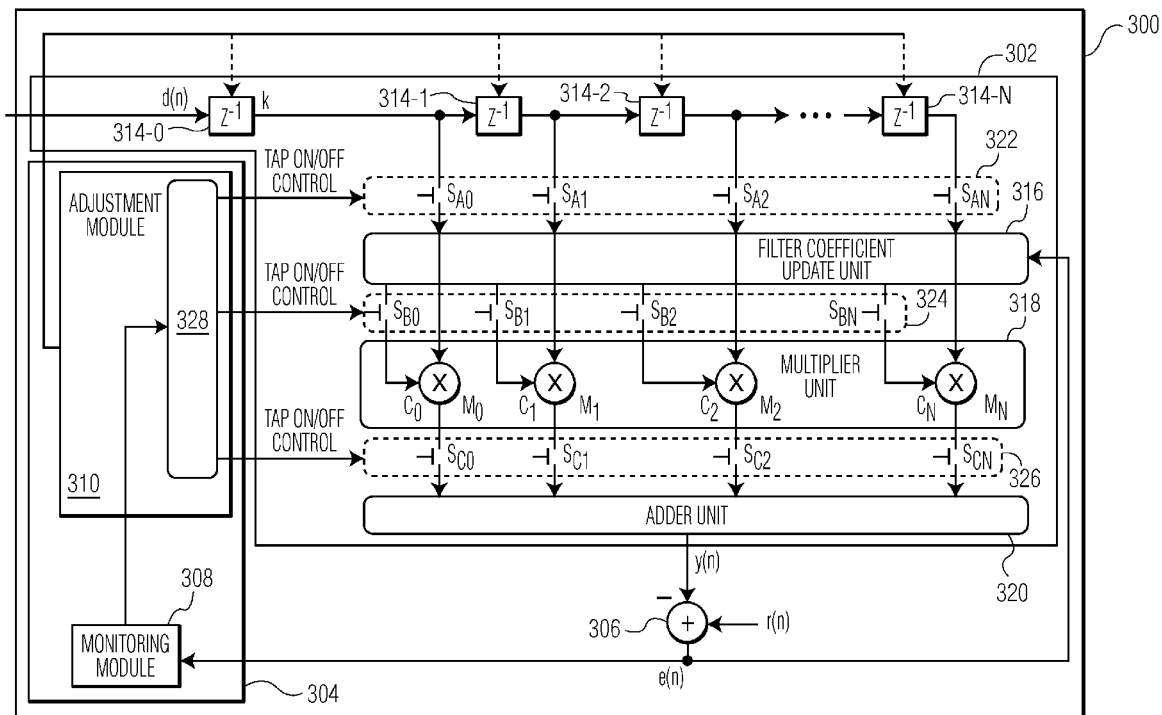 300
302
d(n)
z-1
k
314-0
314-1
z-1
314-2
z-1
z-1
314-N
TAP ON/OFF
CONTROL
322
SA0
SA1
SA2
SAN
316
ADJUSTMENT
MODULE
FILTER COEFFICIENT
UPDATE UNIT
TAP ON/OFF
CONTROL
324
328
SB0
SB1
SB2
SBN
318
MULTIPLIER
UNIT
X
X
X
X
C0
M0
C1
M1
C2
M2
CN
MN
TAP ON/OFF
CONTROL
SC0
SC1
SC2
SCN
326
310
ADDER UNIT
y(n)
320
308
−
306
+
r(n)
MONITORING
MODULE
e(n)
304